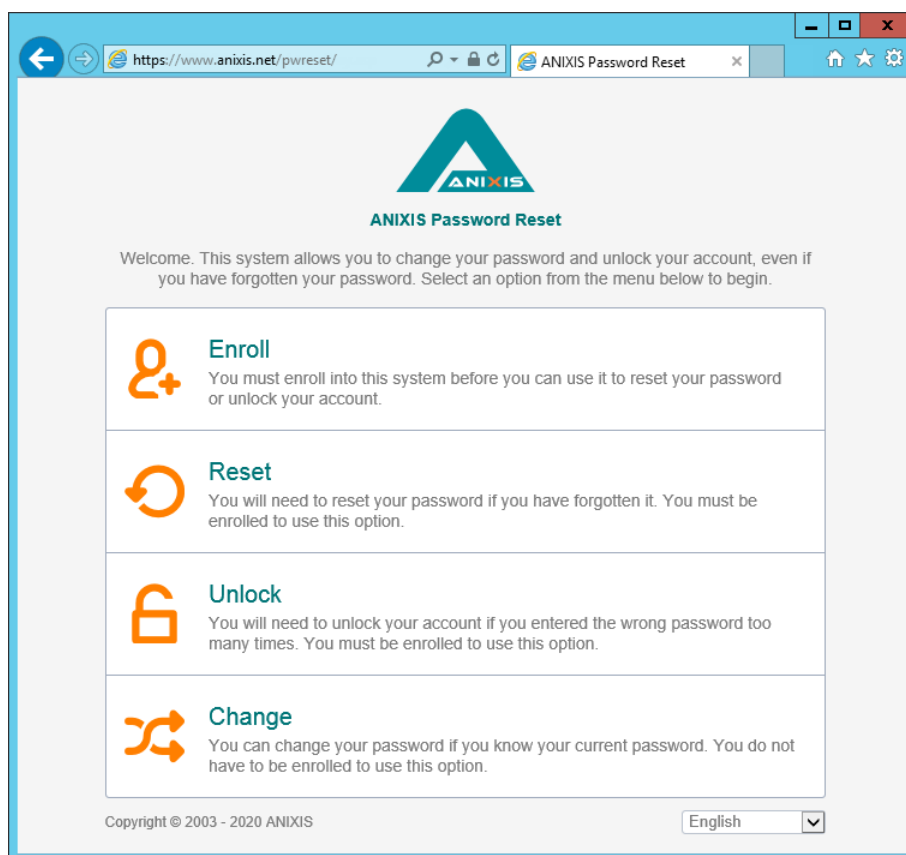 https://www.anixis.net/pwreset/
ANIXIS Password Reset
ANIXIS
ANIXIS Password Reset
Welcome. This system allows you to change your password and unlock your account, even if
you have forgotten your password. Select an option from the menu below to begin.
Enroll
You must enroll into this system before you can use it to reset your password
or unlock your account.
Reset
You will need to reset your password if you have forgotten it. You must be
enrolled to use this option.
Unlock
You will need to unlock your account if you entered the wrong password too
many times. You must be enrolled to use this option.
Change
You can change your password if you know your current password. You do not
have to be enrolled to use this option.
Copyright © 2003 - 2020 ANIXIS
English